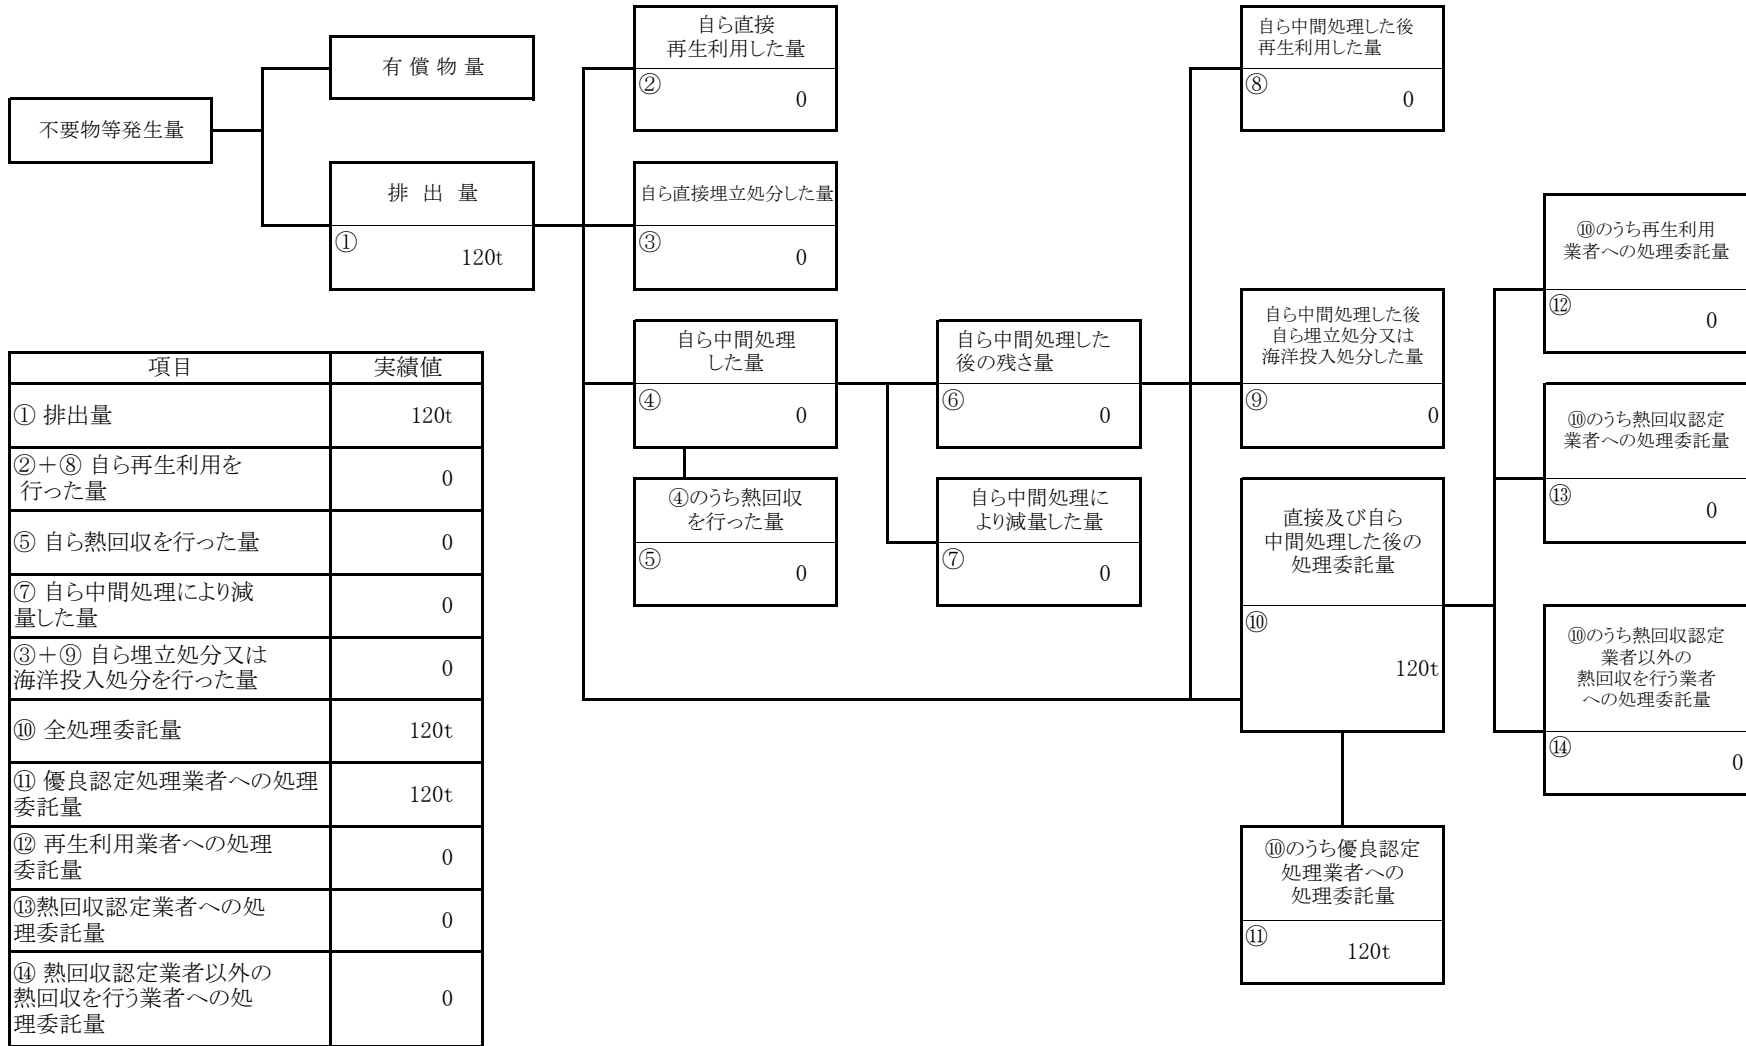 不要物等発生量
有償物量
排出量
①
120t
自ら直接
再生利用した量
②
0
自ら直接埋立処分した量
③
0
自ら中間処理
した量
④
0
④のうち熱回収
を行った量
⑤
0
自ら中間処理した
後の残さ量
⑥
0
自ら中間処理に
より減量した量
⑦
0
自ら中間処理した後
再生利用した量
⑧
0
自ら中間処理した後
自ら埋立処分又は
海洋投入処分した量
⑨
0
直接及び自ら
中間処理した後の
処理委託量
⑩
120t
⑩のうち優良認定
処理業者への
処理委託量
⑪
120t
⑩のうち再生利用
業者への処理委託量
⑫
0
⑩のうち熱回収認定
業者への処理委託量
⑬
0
⑩のうち熱回収認定
業者以外の
熱回収を行う業者
への処理委託量
⑭
0
項目 実績値
① 排出量 120t
②＋⑧ 自ら再生利用を
行った量 0
⑤ 自ら熱回収を行った量 0
⑦ 自ら中間処理により減
量した量 0
③＋⑨ 自ら埋立処分又は
海洋投入処分を行った量 0
⑩ 全処理委託量 120t
⑪ 優良認定処理業者への処理
委託量 120t
⑫ 再生利用業者への処理
委託量 0
⑬熱回収認定業者への処
理委託量 0
⑭ 熱回収認定業者以外の
熱回収を行う業者への処
理委託量 0